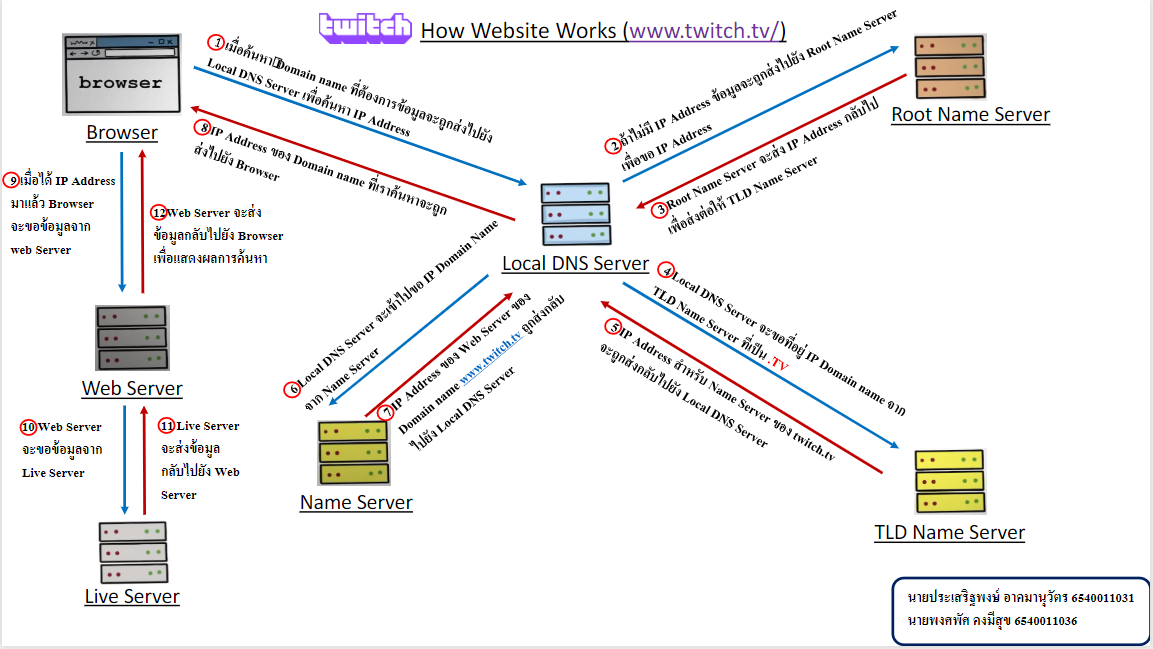 twitch How Website Works (www.twitch.tv/)
browser
Browser
1 เมื่อค้นหา Domain name ที่ต้องการข้อมูลจะถูกส่งไปยัง
Local DNS Server เพื่อค้นหา IP Address
8 IP Address ของ Domain name ที่เราค้นหาจะถูก
ส่งไปยัง Browser
2 ถ้าไม่มี IP Address ข้อมูลจะถูกส่งไปยัง Root Name Server
เพื่อขอ IP Address
3 Root Name Server จะส่ง IP Address กลับไป
เพื่อส่งต่อให้ TLD Name Server
Root Name Server
9 เมื่อได้ IP Address
มาแล้ว Browser
จะขอข้อมูลจาก
web Server
12 Web Server จะส่ง
ข้อมูลกลับไปยัง Browser
เพื่อแสดงผลการค้นหา
Local DNS Server
4 Local DNS Server จะขอที่อยู่ IP Domain name จาก
TLD Name Server ที่เป็น .TV
5 IP Address สำหรับ Name Server ของ twitch.tv
จะถูกส่งกลับไปยัง Local DNS Server
6 Local DNS Server จะเข้าไปขอ IP Domain Name
จาก Name Server
7 IP Address ของ Web Server ของ
Domain name www.twitch.tv ถูกส่งกลับ
ไปยัง Local DNS Server
Web Server
10 Web Server
จะขอข้อมูลจาก
Live Server
11 Live Server
จะส่งข้อมูล
กลับไปยัง Web
Server
Name Server
TLD Name Server
Live Server
นายประเสริฐพงษ์ อาคมานุวัตร 6540011031
นายพงศพัศ คงมีสุข 6540011036